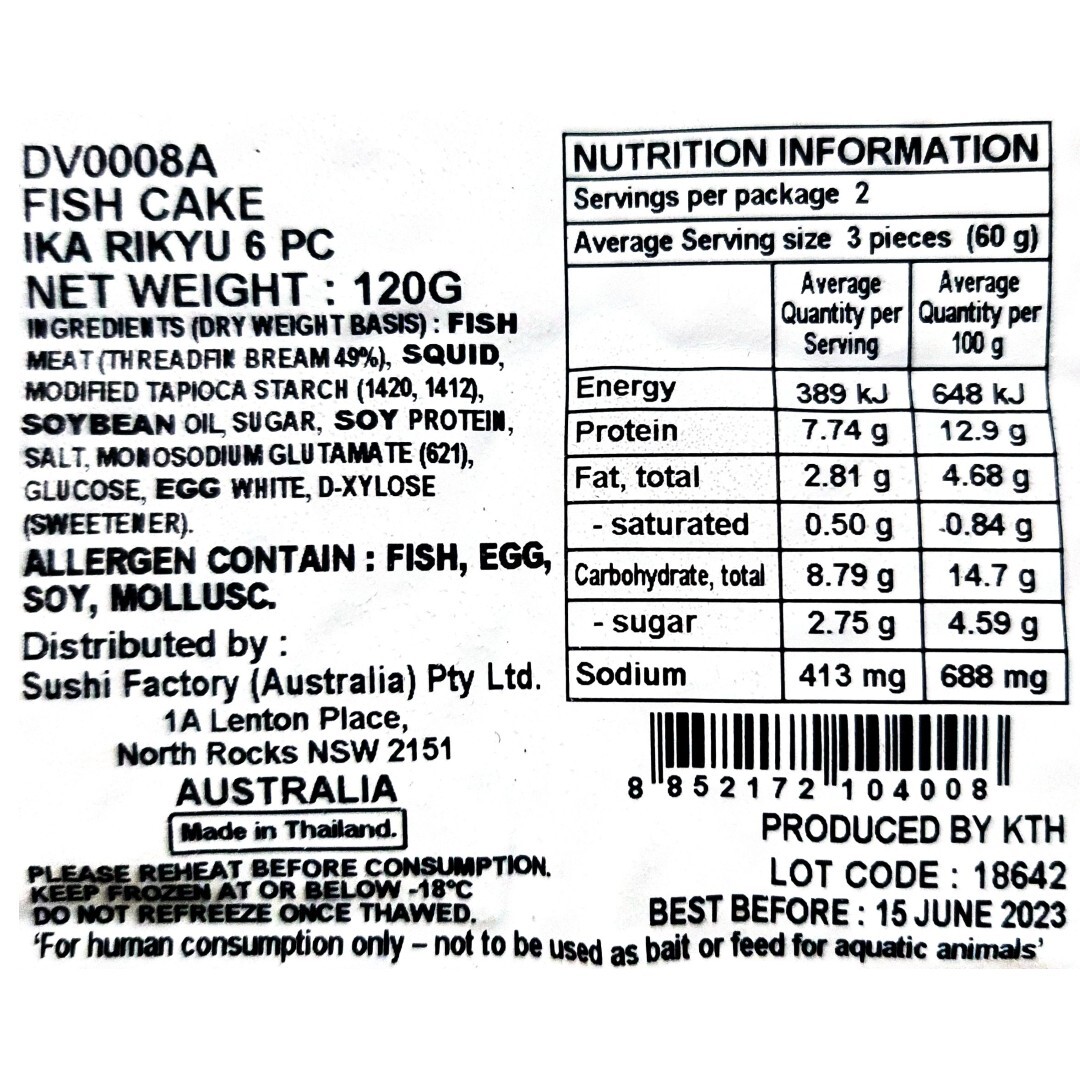 DV0008A
FISH CAKE
IKA RIKYU 6 PC
NET WEIGHT : 120G
INGREDIENTS (DRY WEIGHT BASIS) : FISH
MEAT (THREADFIN BREAM 49%), SQUID,
MODIFIED TAPIOCA STARCH (1420, 1412),
SOYBEAN OIL, SUGAR, SOY PROTEIN,
SALT, MONOSODIUM GLUTAMATE (621),
GLUCOSE, EGG WHITE, D-XYLOSE
(SWEETENER).
ALLERGEN CONTAIN : FISH, EGG,
SOY, MOLLUSC.
Distributed by :
Sushi Factory (Australia) Pty Ltd.
1A Lenton Place,
North Rocks NSW 2151
AUSTRALIA
Made in Thailand.
PLEASE REHEAT BEFORE CONSUMPTION.
KEEP FROZEN AT OR BELOW -18°C
DO NOT REFREEZE ONCE THAWED.
NUTRITION INFORMATION
Servings per package 2
Average Serving size 3 pieces (60 g)
Average Quantity per Serving Average Quantity per 100 g
Energy 389 kJ 648 kJ
Protein 7.74 g 12.9 g
Fat, total 2.81 g 4.68 g
- saturated 0.50 g 0.84 g
Carbohydrate, total 8.79 g 14.7 g
- sugar 2.75 g 4.59 g
Sodium 413 mg 688 mg
8 852172 104008
PRODUCED BY KTH
LOT CODE : 18642
BEST BEFORE : 15 JUNE 2023
'For human consumption only – not to be used as bait or feed for aquatic animals'